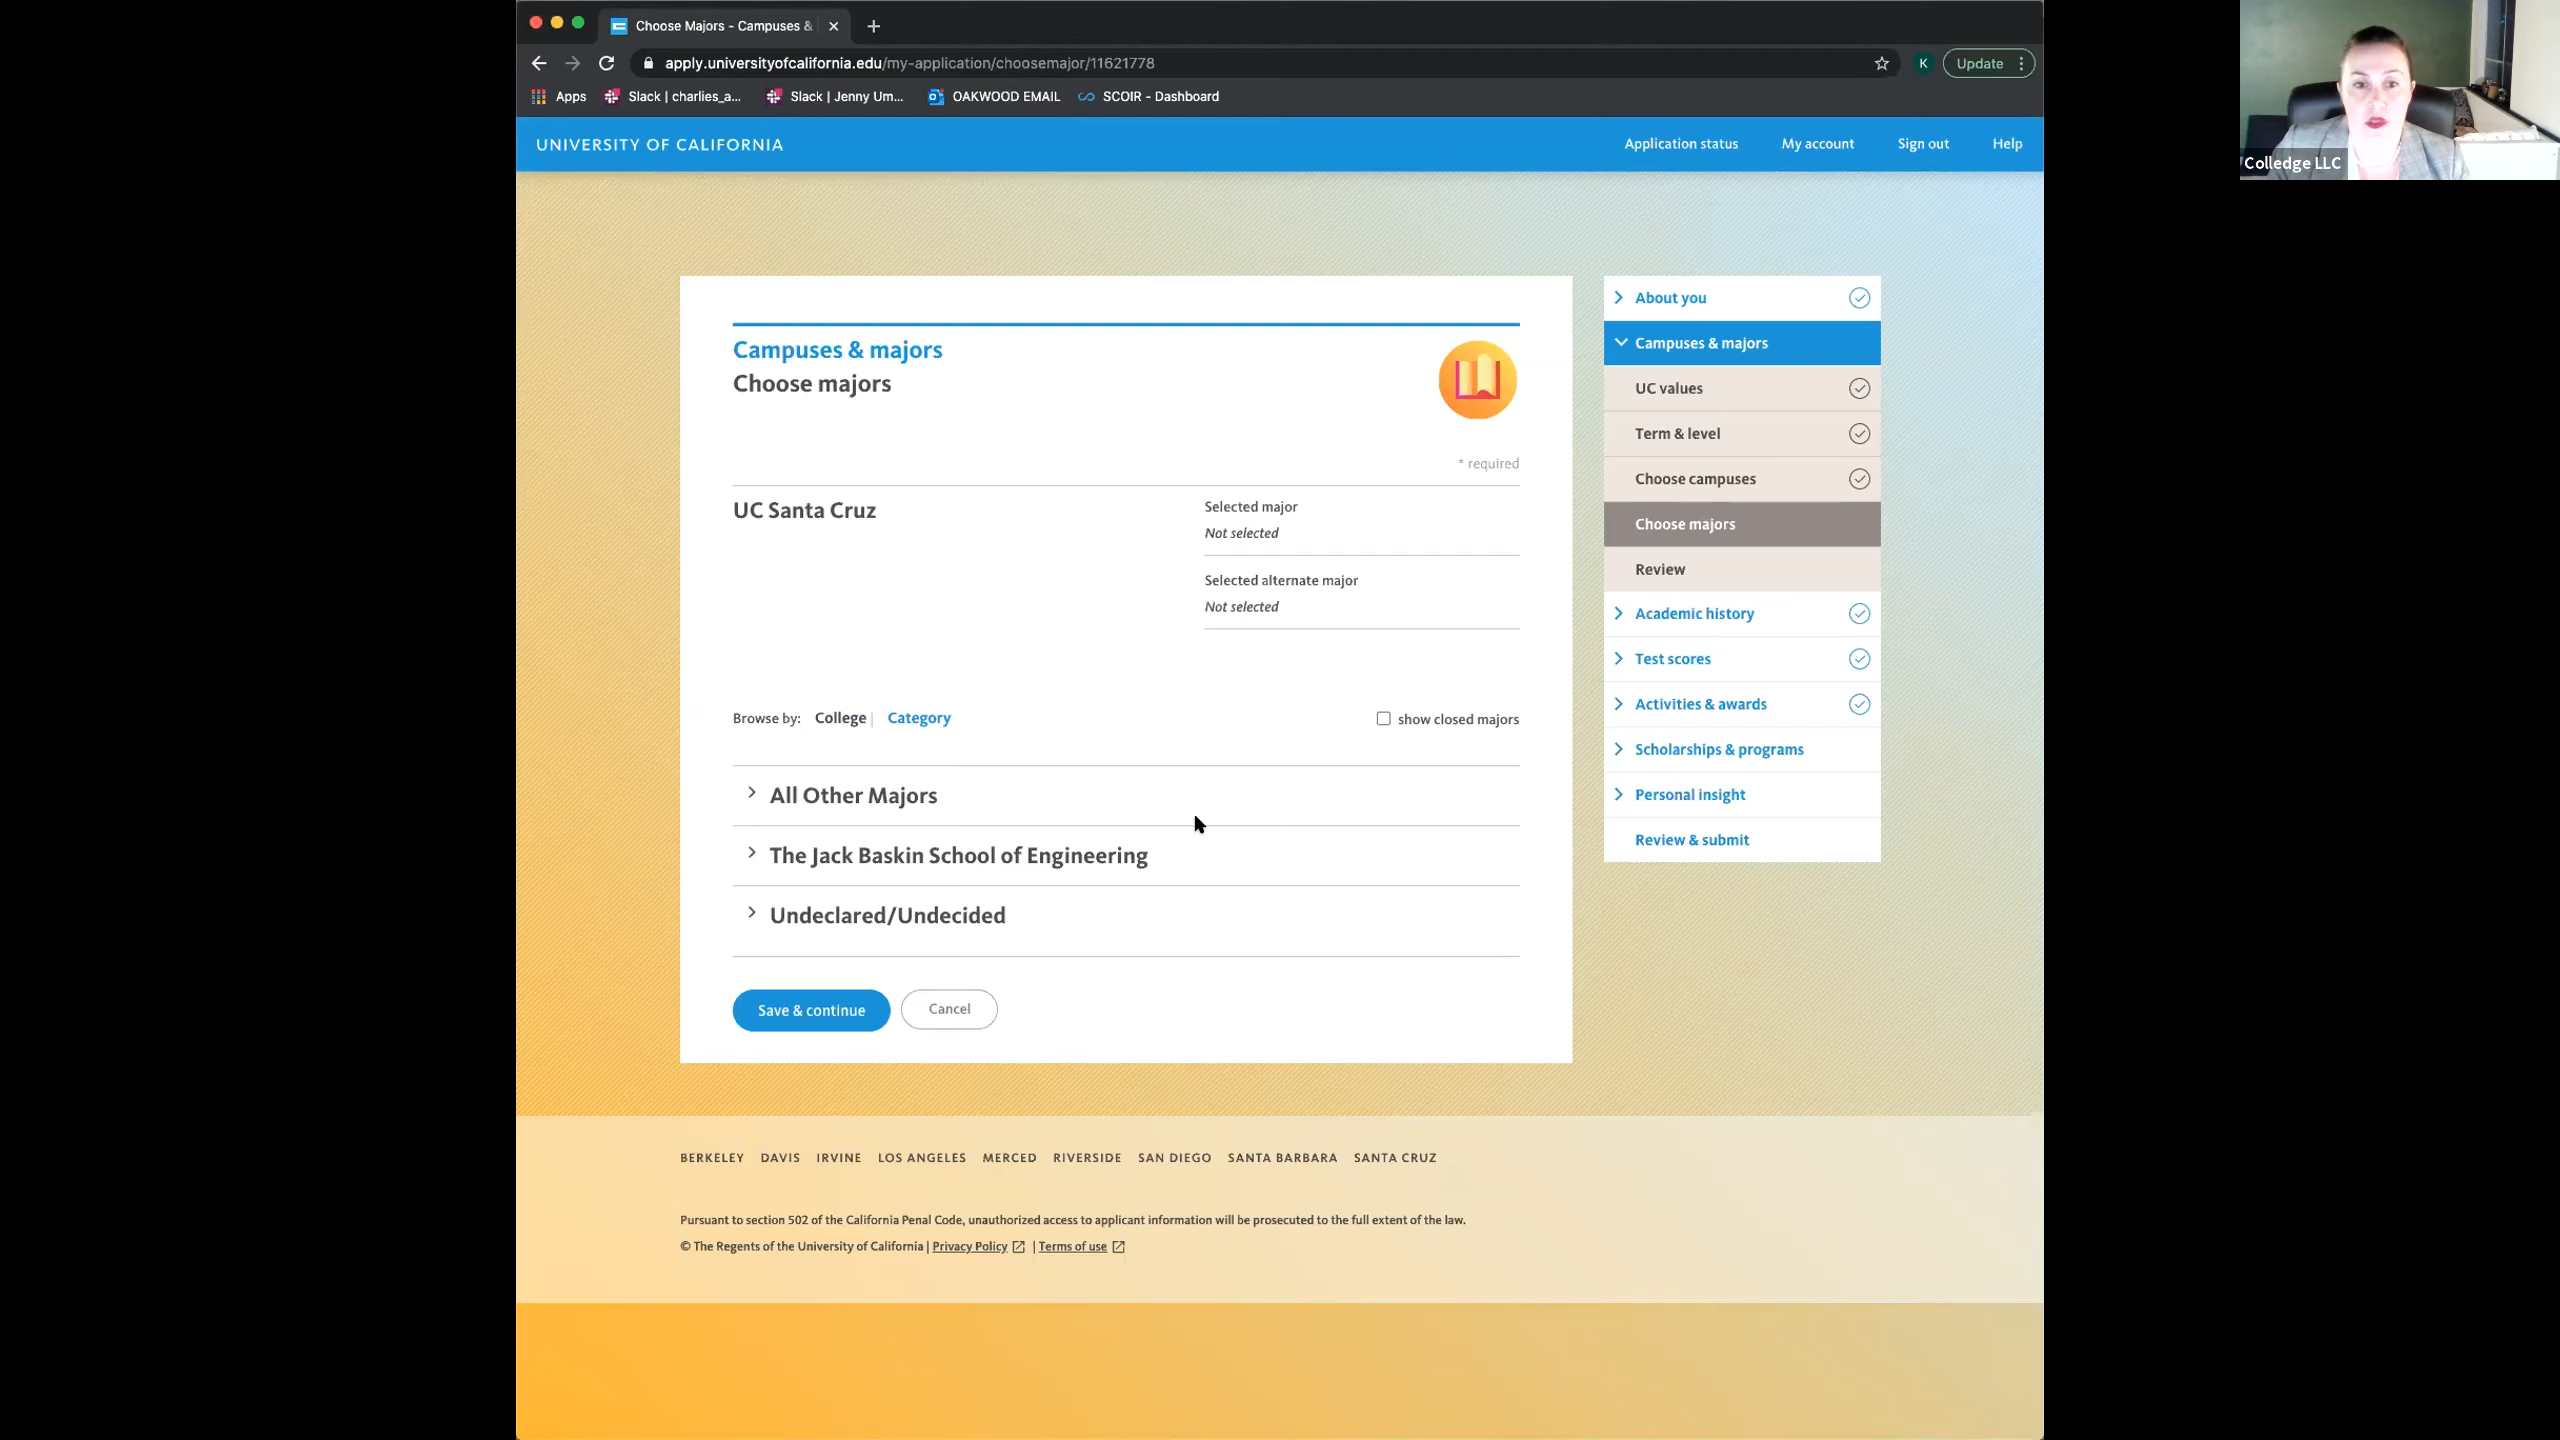 Choose Majors - Campuses &
apply.universityofcalifornia.edu/my-application/choosemajor/11621778
K
Update
Apps
Slack | charlies_a...
Slack | Jenny Um...
OAKWOOD EMAIL
SCOIR - Dashboard
Colledge LLC
UNIVERSITY OF CALIFORNIA
Application status
My account
Sign out
Help
Campuses & majors
Choose majors
* required
UC Santa Cruz
Selected major
Not selected
Selected alternate major
Not selected
Browse by: College | Category
show closed majors
All Other Majors
The Jack Baskin School of Engineering
Undeclared/Undecided
Save & continue
Cancel
About you
Campuses & majors
UC values
Term & level
Choose campuses
Choose majors
Review
Academic history
Test scores
Activities & awards
Scholarships & programs
Personal insight
Review & submit
BERKELEY DAVIS IRVINE LOS ANGELES MERCED RIVERSIDE SAN DIEGO SANTA BARBARA SANTA CRUZ
Pursuant to section 502 of the California Penal Code, unauthorized access to applicant information will be prosecuted to the full extent of the law.
© The Regents of the University of California | Privacy Policy | Terms of use